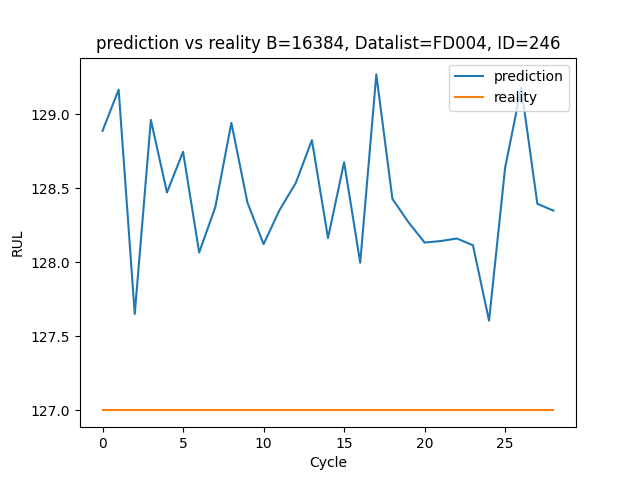 prediction vs reality B=16384, Datalist=FD004, ID=246
prediction
reality
129.0
128.5
128.0
127.5
127.0
RUL
0 5 10 15 20 25
Cycle